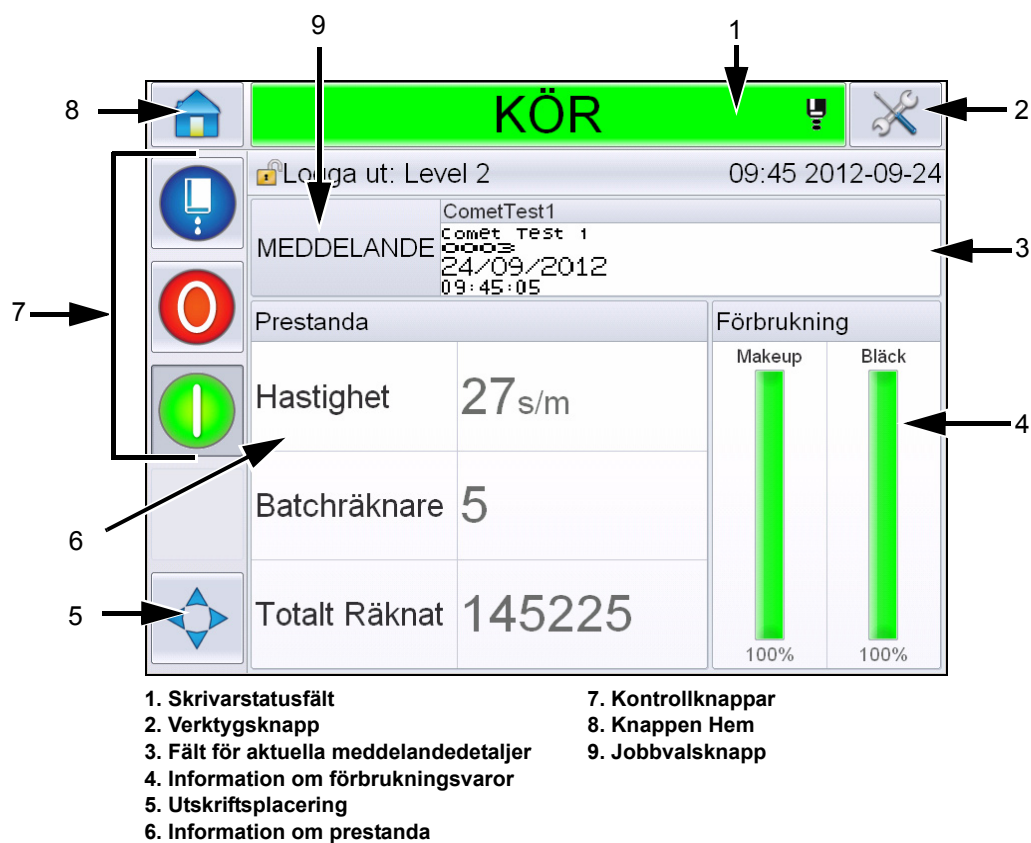 9
1
8
KÖR
2
Logga ut: Level 2
09:45 2012-09-24
MEDDELANDE
CometTest1
Comet Test 1
0003
24/09/2012
09:45:05
3
7
Prestanda
Förbrukning
Makeup
Bläck
Hastighet
27 s/m
4
Batchräknare
5
6
5
Totalt Räknat
145225
100%
100%
1. Skrivarstatusfält
2. Verktygsknapp
3. Fält för aktuella meddelandedetaljer
4. Information om förbrukningsvaror
5. Utskriftsplacering
6. Information om prestanda
7. Kontrollknappar
8. Knappen Hem
9. Jobbvalsknapp